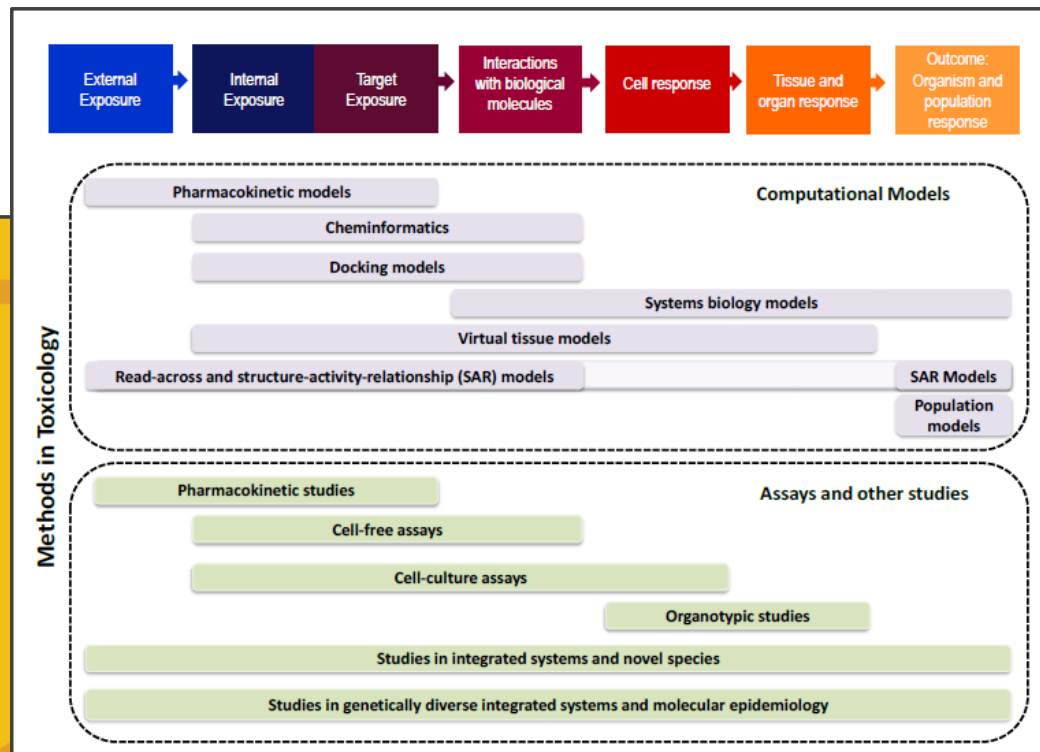 External
Exposure
Internal
Exposure
Target
Exposure
Interactions
with biological
molecules
Cell response
Tissue and
organ response
Outcome:
Organism and
population
response
Methods in Toxicology
Computational Models
Pharmacokinetic models
Cheminformatics
Docking models
Systems biology models
Virtual tissue models
Read-across and structure-activity-relationship (SAR) models
SAR Models
Population
models
Assays and other studies
Pharmacokinetic studies
Cell-free assays
Cell-culture assays
Organotypic studies
Studies in integrated systems and novel species
Studies in genetically diverse integrated systems and molecular epidemiology